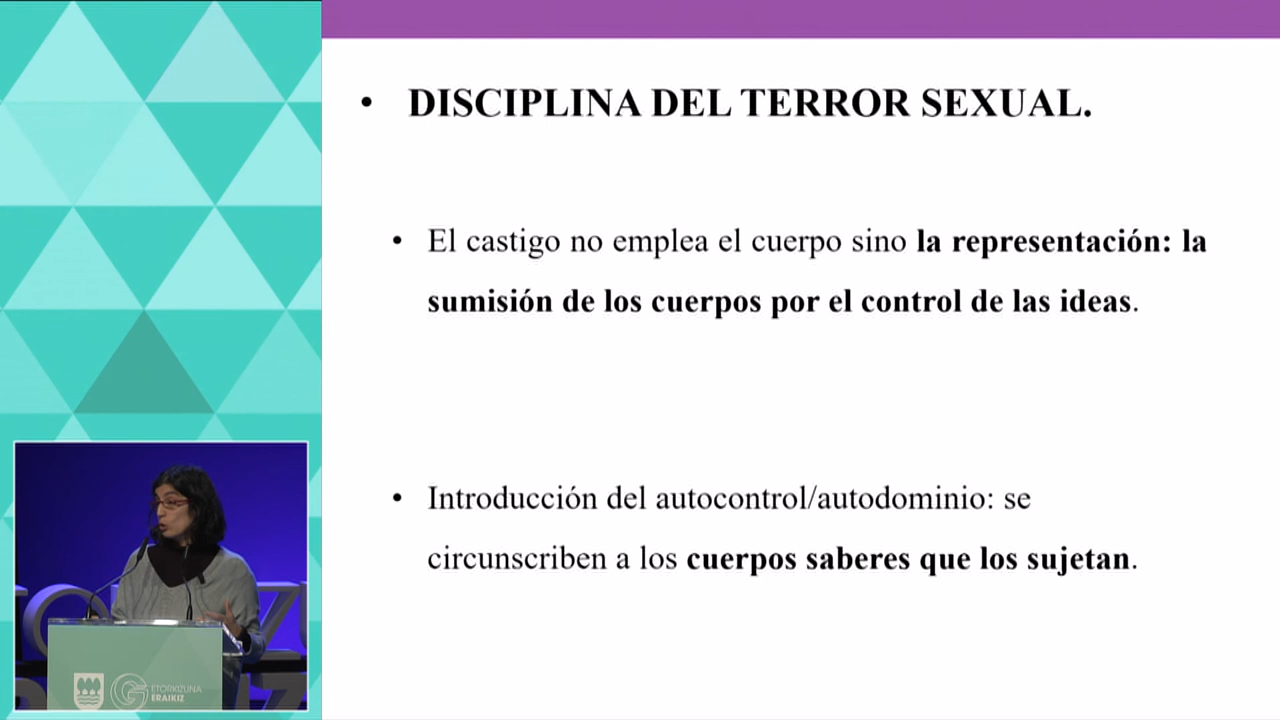 • DISCIPLINA DEL TERROR SEXUAL.
• El castigo no emplea el cuerpo sino la representación: la
sumisión de los cuerpos por el control de las ideas.
• Introducción del autocontrol/autodominio: se
circunscriben a los cuerpos saberes que los sujetan.
ETORKIZUNA
ERAIKIZ